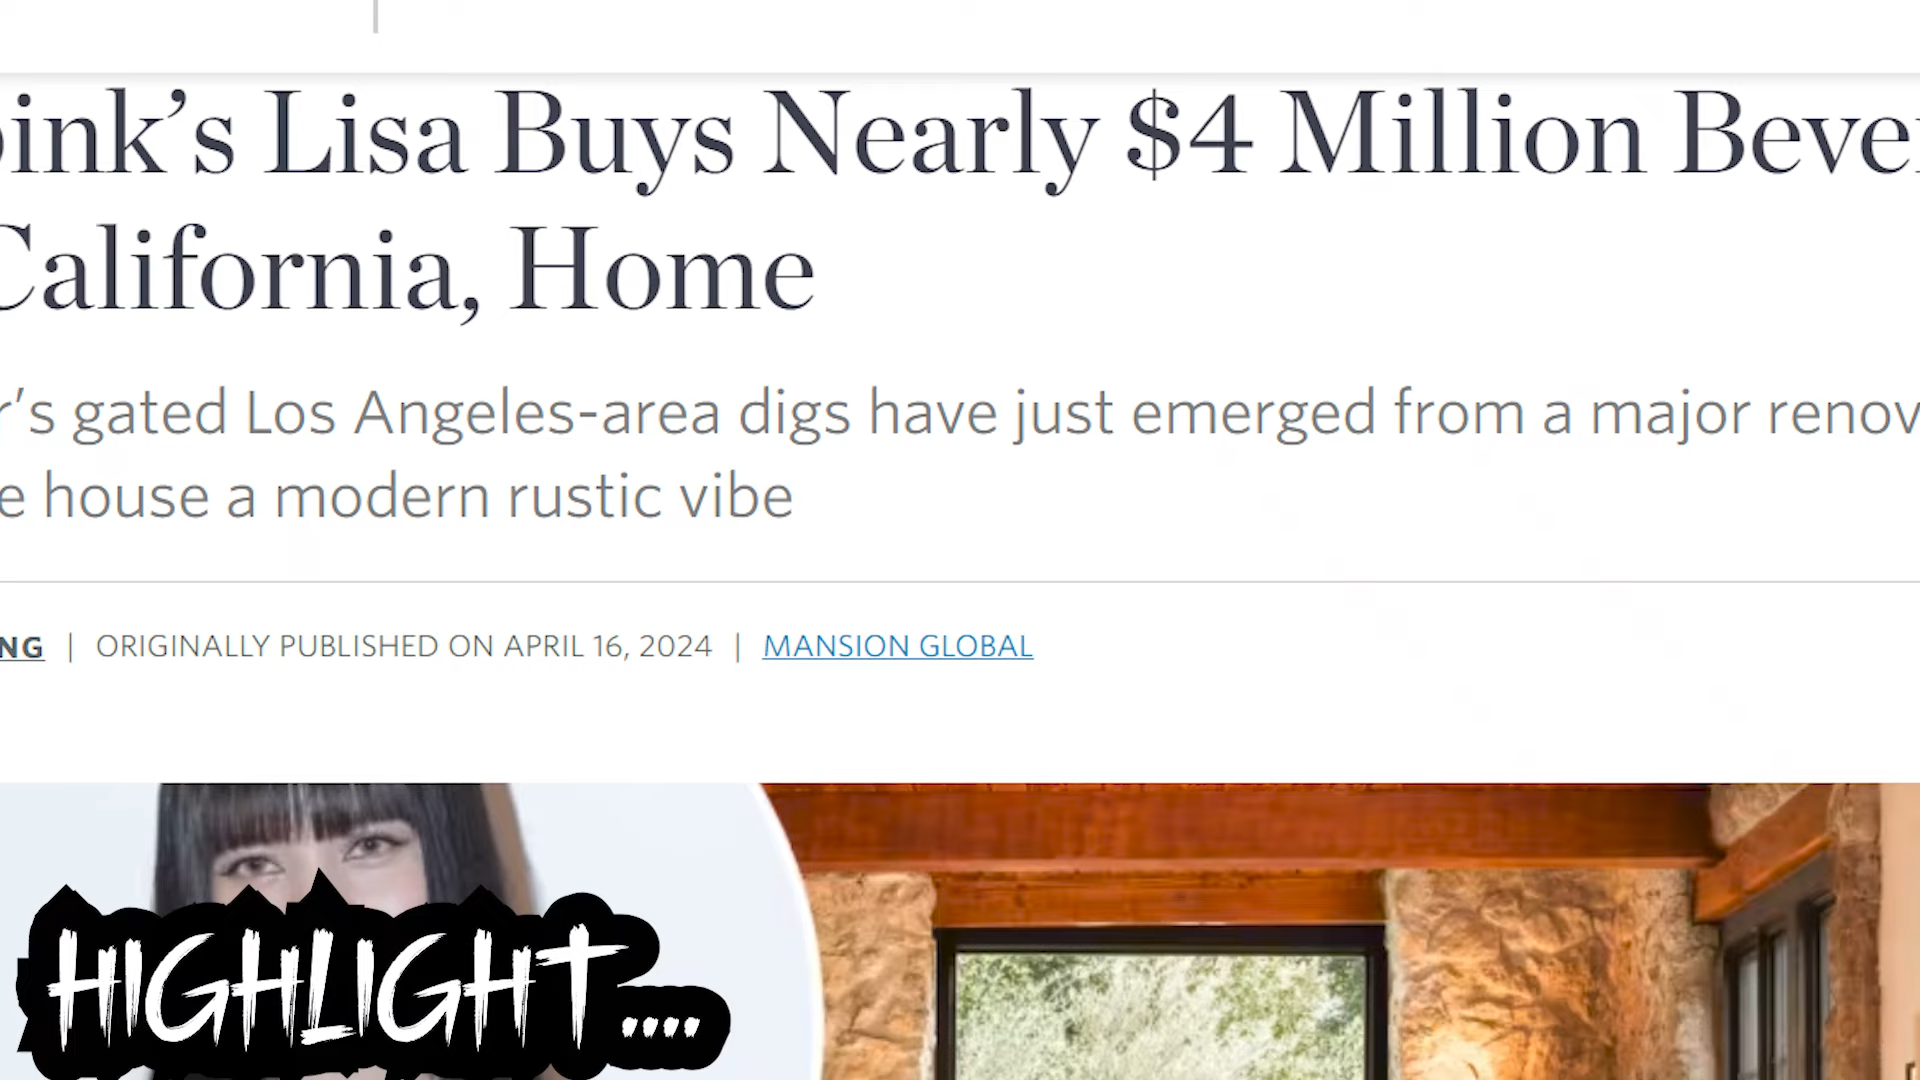 pink’s Lisa Buys Nearly $4 Million Beve
California, Home
r’s gated Los Angeles-area digs have just emerged from a major renov
e house a modern rustic vibe
NG | ORIGINALLY PUBLISHED ON APRIL 16, 2024 | MANSION GLOBAL
HIGHLIGHT....